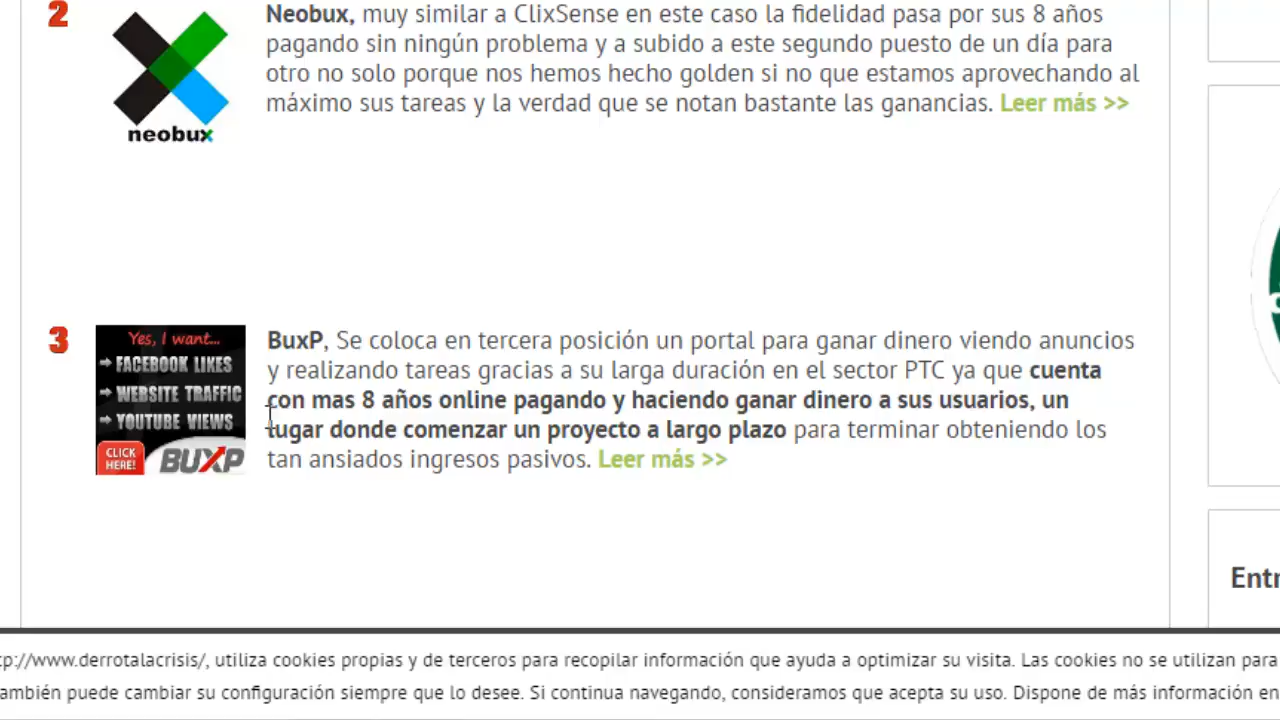 2
Neobux, muy similar a ClixSense en este caso la fidelidad pasa por sus 8 años
pagando sin ningún problema y a subido a este segundo puesto de un día para
otro no solo porque nos hemos hecho golden si no que estamos aprovechando al
máximo sus tareas y la verdad que se notan bastante las ganancias. Leer más >>
neobux
3
Yes, I want...
FACEBOOK LIKES
WEBSITE TRAFFIC
YOUTUBE VIEWS
CLICK
HERE!
BUXP
BuxP, Se coloca en tercera posición un portal para ganar dinero viendo anuncios
y realizando tareas gracias a su larga duración en el sector PTC ya que cuenta
con mas 8 años online pagando y haciendo ganar dinero a sus usuarios, un
lugar donde comenzar un proyecto a largo plazo para terminar obteniendo los
tan ansiados ingresos pasivos. Leer más >>
Entr
tp://www.derrotalacrisis/, utiliza cookies propias y de terceros para recopilar información que ayuda a optimizar su visita. Las cookies no se utilizan para
ambién puede cambiar su configuración siempre que lo desee. Si continua navegando, consideramos que acepta su uso. Dispone de más información en